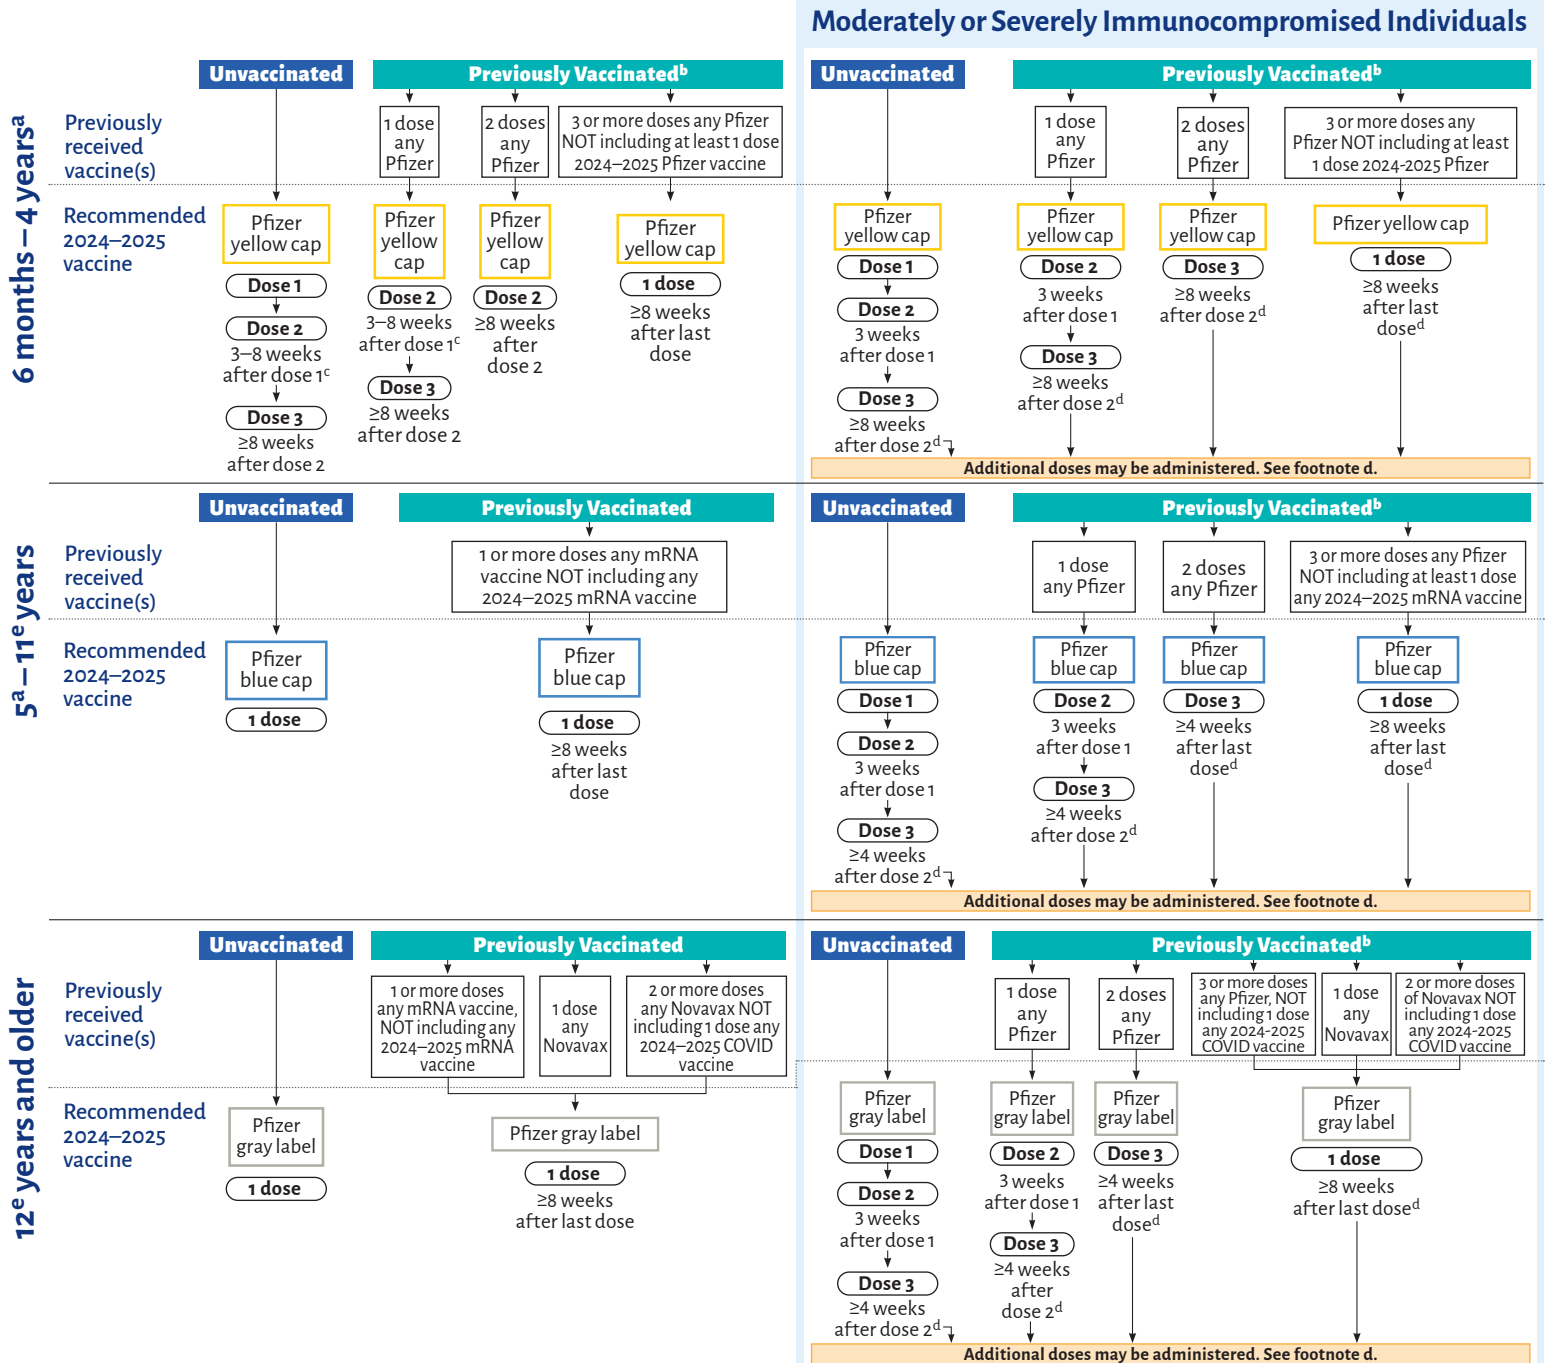 Moderately or Severely Immunocompromised Individuals
6 months – 4 yearsᵃ
Previously
received
vaccine(s)
Recommended
2024–2025
vaccine
Unvaccinated
Pfizer
yellow cap
Dose 1
Dose 2
3–8 weeks
after dose 1ᶜ
Dose 3
≥8 weeks
after dose 2
Previously Vaccinatedᵇ
1 dose
any
Pfizer
Pfizer
yellow
cap
Dose 2
3–8 weeks
after dose 1ᶜ
Dose 3
≥8 weeks
after dose 2
2 doses
any
Pfizer
Pfizer
yellow
cap
Dose 2
≥8 weeks
after
dose 2
3 or more doses any Pfizer
NOT including at least 1 dose
2024–2025 Pfizer vaccine
Pfizer
yellow cap
1 dose
≥8 weeks
after last
dose
Unvaccinated
Pfizer
yellow cap
Dose 1
Dose 2
3 weeks
after dose 1
Dose 3
≥8 weeks
after dose 2ᵈ
Previously Vaccinatedᵇ
1 dose
any
Pfizer
Pfizer
yellow cap
Dose 2
3 weeks
after dose 1
Dose 3
≥8 weeks
after dose 2ᵈ
2 doses
any
Pfizer
Pfizer
yellow cap
Dose 3
≥8 weeks
after dose 2ᵈ
3 or more doses any
Pfizer NOT including at least
1 dose 2024-2025 Pfizer
Pfizer yellow cap
1 dose
≥8 weeks
after last
doseᵈ
Additional doses may be administered. See footnote d.
5ᵃ – 11ᵉ years
Previously
received
vaccine(s)
Recommended
2024–2025
vaccine
Unvaccinated
Pfizer
blue cap
1 dose
Previously Vaccinated
1 or more doses any mRNA
vaccine NOT including any
2024–2025 mRNA vaccine
Pfizer
blue cap
1 dose
≥8 weeks
after last
dose
Unvaccinated
Pfizer
blue cap
Dose 1
Dose 2
3 weeks
after dose 1
Dose 3
≥4 weeks
after dose 2ᵈ
Previously Vaccinatedᵇ
1 dose
any Pfizer
Pfizer
blue cap
Dose 2
3 weeks
after dose 1
Dose 3
≥4 weeks
after dose 2ᵈ
2 doses
any Pfizer
Pfizer
blue cap
Dose 3
≥4 weeks
after last
doseᵈ
3 or more doses any Pfizer
NOT including at least 1 dose
any 2024–2025 mRNA vaccine
Pfizer
blue cap
1 dose
≥8 weeks
after last
doseᵈ
Additional doses may be administered. See footnote d.
12ᵉ years and older
Previously
received
vaccine(s)
Recommended
2024–2025
vaccine
Unvaccinated
Pfizer
gray label
1 dose
Previously Vaccinated
1 or more doses
any mRNA vaccine,
NOT including any
2024–2025 mRNA
vaccine
1 dose
any
Novavax
2 or more doses
any Novavax NOT
including 1 dose any
2024–2025 COVID
vaccine
Pfizer gray label
1 dose
≥8 weeks
after last dose
Unvaccinated
Pfizer
gray label
Dose 1
Dose 2
3 weeks
after dose 1
Dose 3
≥4 weeks
after dose 2ᵈ
Previously Vaccinatedᵇ
1 dose
any
Pfizer
Pfizer
gray label
Dose 2
3 weeks
after dose 1
Dose 3
≥4 weeks
after
dose 2ᵈ
2 doses
any
Pfizer
Pfizer
gray label
Dose 3
≥4 weeks
after last
doseᵈ
3 or more doses
any Pfizer, NOT
including 1 dose
any 2024-2025
COVID vaccine
1 dose
any
Novavax
2 or more doses
of Novavax NOT
including 1 dose
any 2024-2025
COVID vaccine
Pfizer
gray label
1 dose
≥8 weeks
after last doseᵈ
Additional doses may be administered. See footnote d.